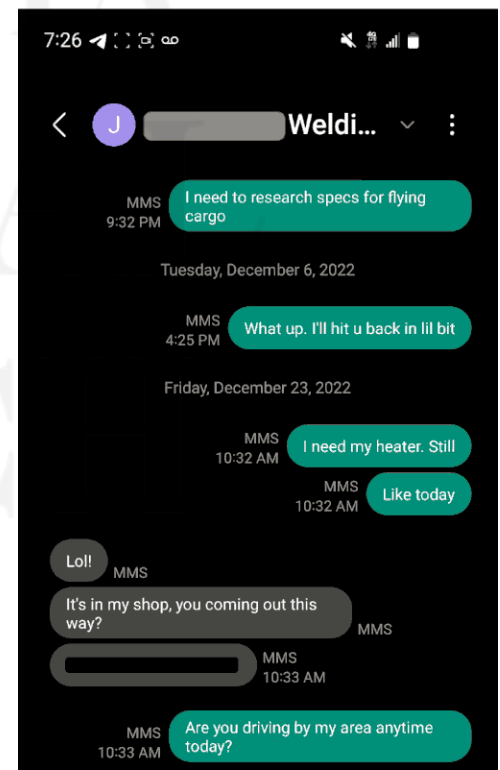 7:26
J Weldi...
MMS
9:32 PM
I need to research specs for flying
cargo
Tuesday, December 6, 2022
MMS
4:25 PM
What up. I'll hit u back in lil bit
Friday, December 23, 2022
MMS
10:32 AM
I need my heater. Still
MMS
10:32 AM
Like today
Lol!
MMS
It's in my shop, you coming out this
way?
MMS
MMS
10:33 AM
MMS
10:33 AM
Are you driving by my area anytime
today?